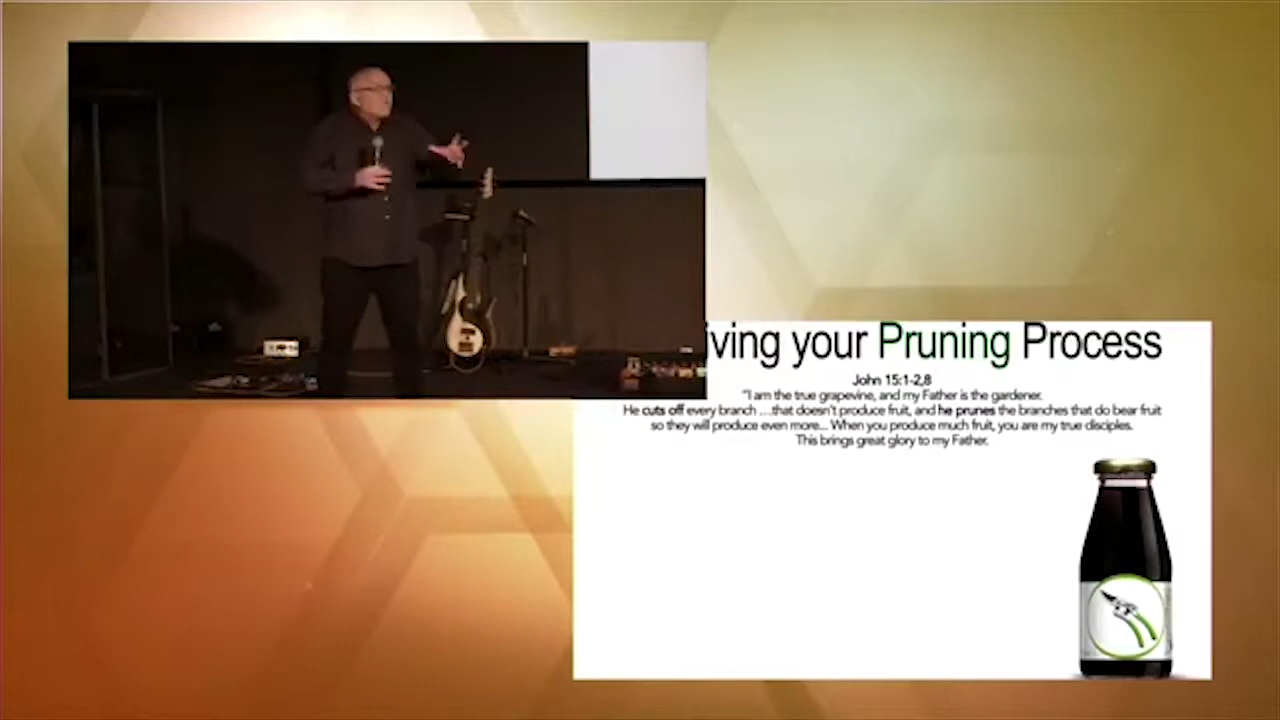 iving your Pruning Process
John 15:1-2,8
“I am the true grapevine, and my Father is the gardener.
He cuts off every branch ....that doesn't produce fruit, and he prunes the branches that do bear fruit
so they will produce even more... When you produce much fruit, you are my true disciples.
This brings great glory to my Father.